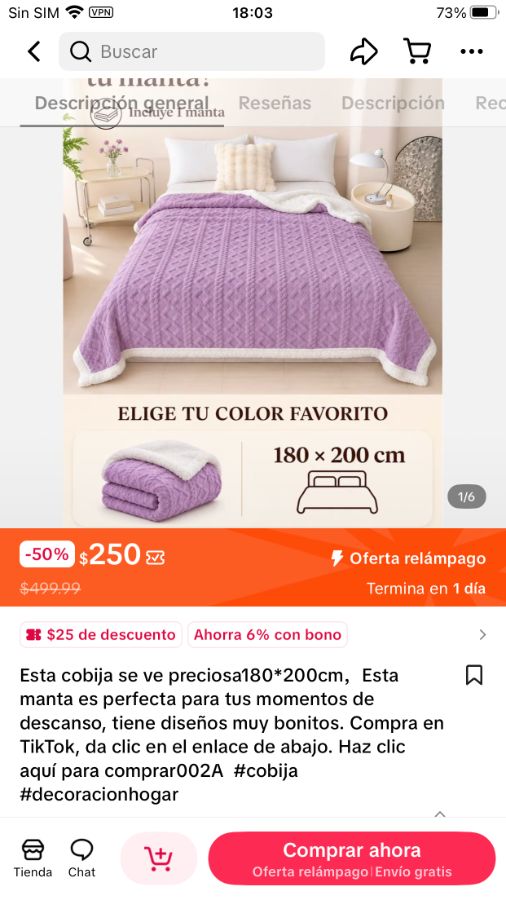 Sin SIM VPN 18:03 73%
Buscar
tu manta?
Descripción general Reseñas Descripción Rec
Incluye 1 manta
ELIGE TU COLOR FAVORITO
180 × 200 cm
1/6
-50% $250 Oferta relámpago
$499.99 Termina en 1 día
$25 de descuento Ahorra 6% con bono
Esta cobija se ve preciosa180*200cm，Esta
manta es perfecta para tus momentos de
descanso, tiene diseños muy bonitos. Compra en
TikTok, da clic en el enlace de abajo. Haz clic
aquí para comprar002A #cobija
#decoracionhogar
Comprar ahora
Tienda Chat Oferta relámpago | Envío gratis